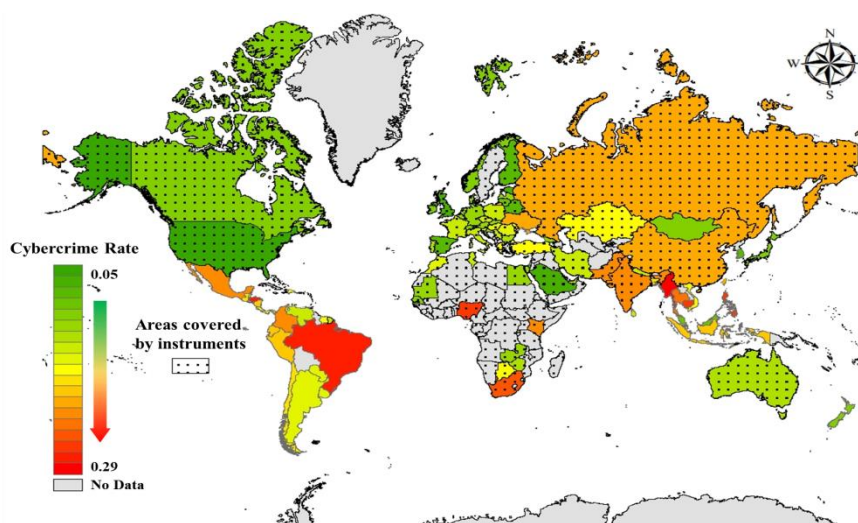 N
W
E
S
Cybercrime Rate
0.05
Areas covered
by instruments
0.29
No Data